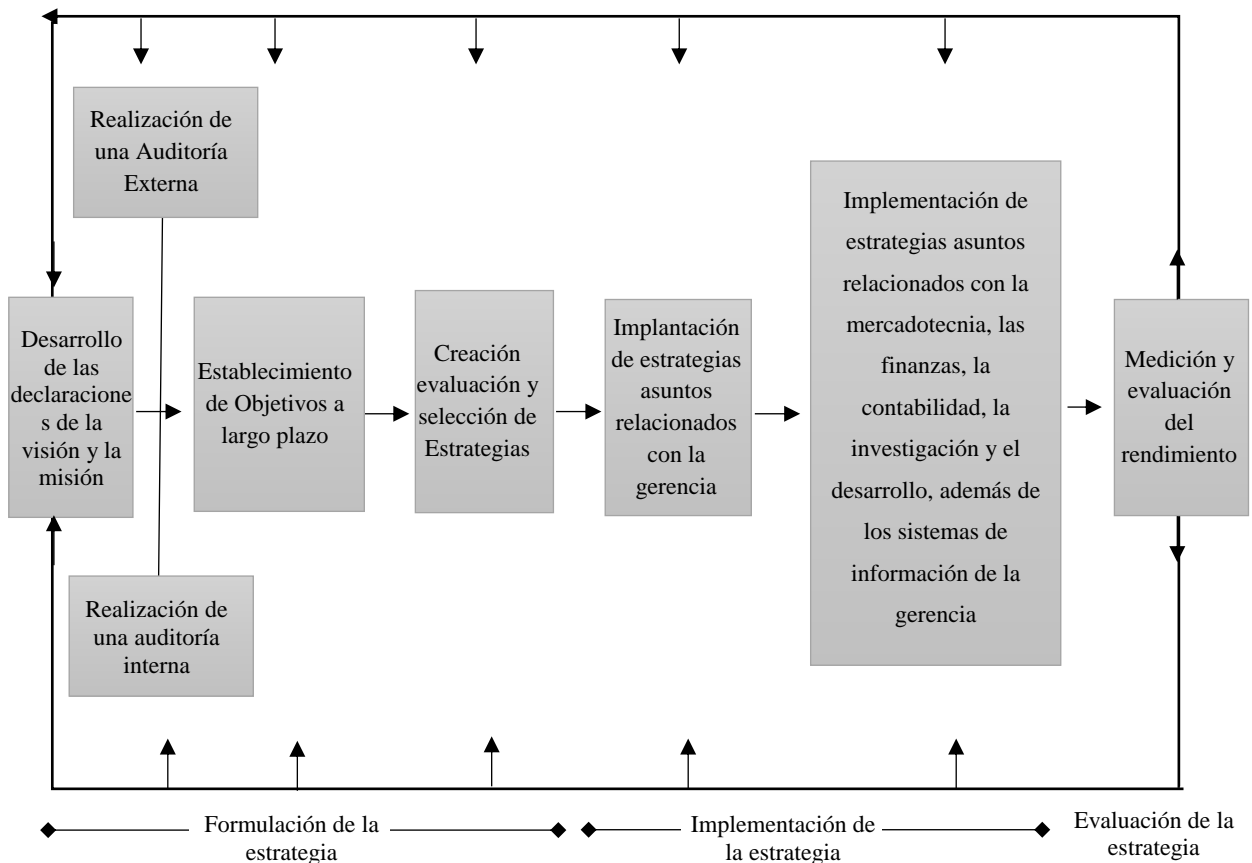 Realización de
una Auditoría
Externa
Desarrollo
de las
declaracione
s de la
visión y la
misión
Establecimiento
de Objetivos a
largo plazo
Creación
evaluación y
selección de
Estrategias
Implantación
de estrategias
asuntos
relacionados
con la
gerencia
Implementación de
estrategias asuntos
relacionados con la
mercadotecnia, las
finanzas, la
contabilidad, la
investigación y el
desarrollo, además de
los sistemas de
información de la
gerencia
Medición y
evaluación
del
rendimiento
Realización de
una auditoría
interna
Formulación de la
estrategia
Implementación de
la estrategia
Evaluación de la
estrategia